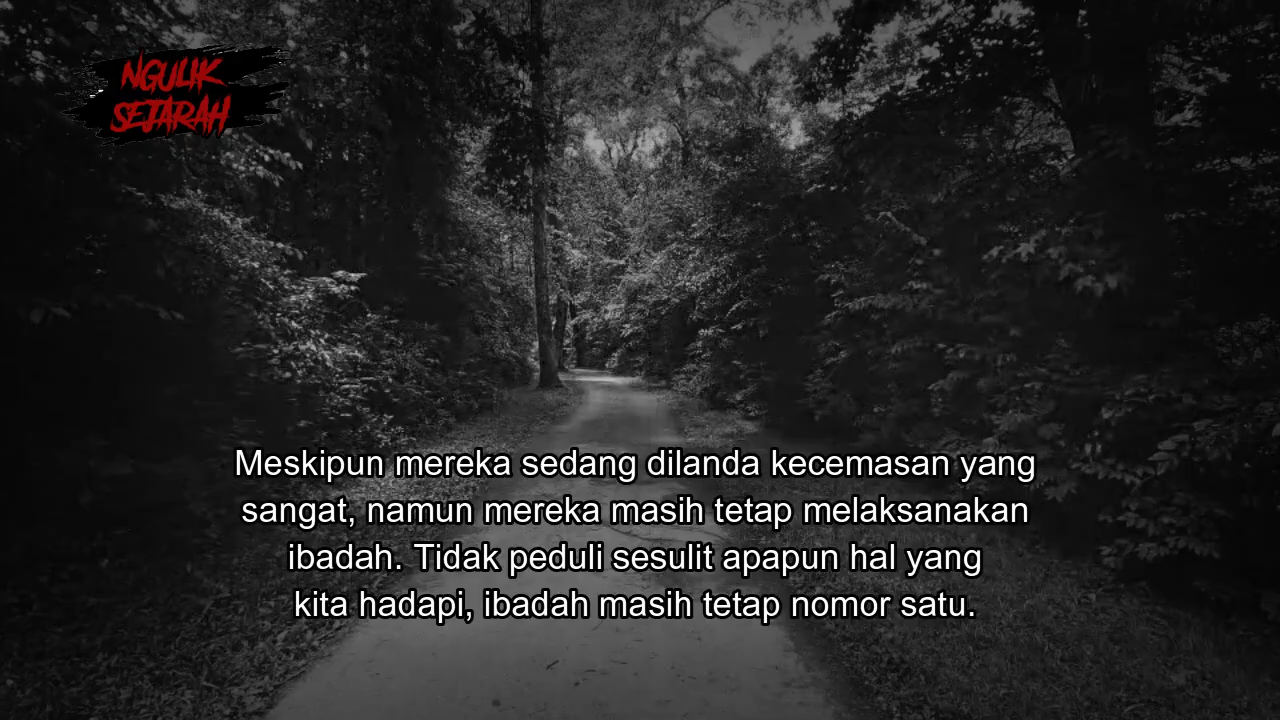 NGULIK
SEJARAH
Meskipun mereka sedang dilanda kecemasan yang
sangat, namun mereka masih tetap melaksanakan
ibadah. Tidak peduli sesulit apapun hal yang
kita hadapi, ibadah masih tetap nomor satu.